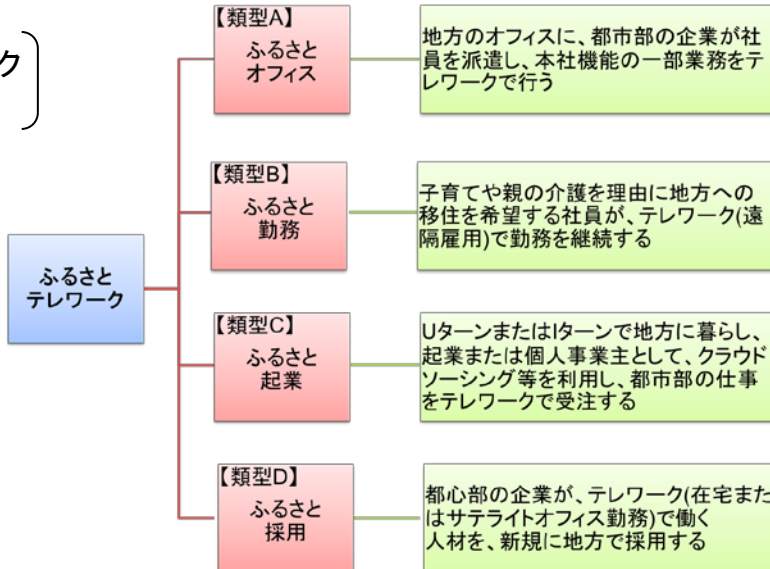 ク
【類型A】
ふるさと
オフィス
地方のオフィスに、都市部の企業が社
員を派遣し、本社機能の一部業務をテ
レワークで行う
【類型B】
ふるさと
勤務
子育てや親の介護を理由に地方への
移住を希望する社員が、テレワーク(遠
隔雇用)で勤務を継続する
ふるさと
テレワーク
【類型C】
ふるさと
起業
UターンまたはIターンで地方に暮らし、
起業または個人事業主として、クラウド
ソーシング等を利用し、都市部の仕事
をテレワークで受注する
【類型D】
ふるさと
採用
都心部の企業が、テレワーク(在宅また
はサテライトオフィス勤務)で働く
人材を、新規に地方で採用する